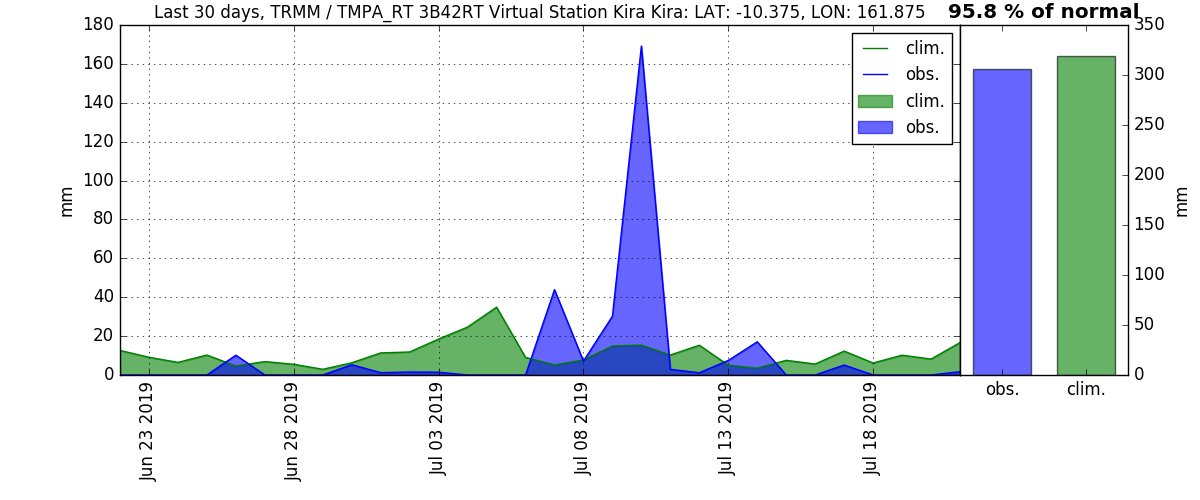 Last 30 days, TRMM / TMPA_RT 3B42RT Virtual Station Kira Kira: LAT: -10.375, LON: 161.875
95.8 % of normal
180
160
140
120
100
80
60
40
20
0
mm
clim.
obs.
clim.
obs.
Jun 23 2019
Jun 28 2019
Jul 03 2019
Jul 08 2019
Jul 13 2019
Jul 18 2019
350
300
250
200
150
100
50
0
mm
obs.
clim.